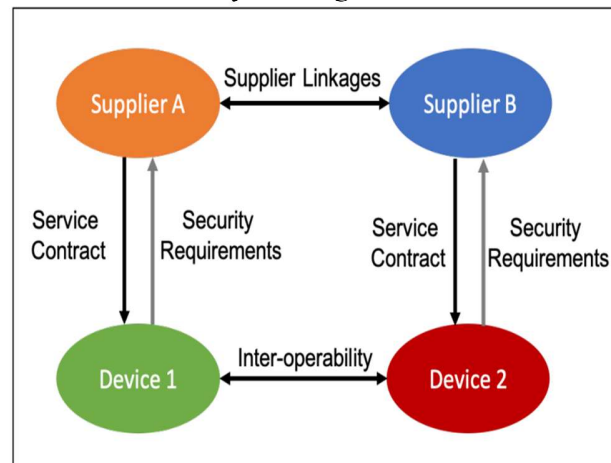 Supplier A
Supplier Linkages
Supplier B
Service
Contract
Security
Requirements
Service
Contract
Security
Requirements
Device 1
Inter-operability
Device 2